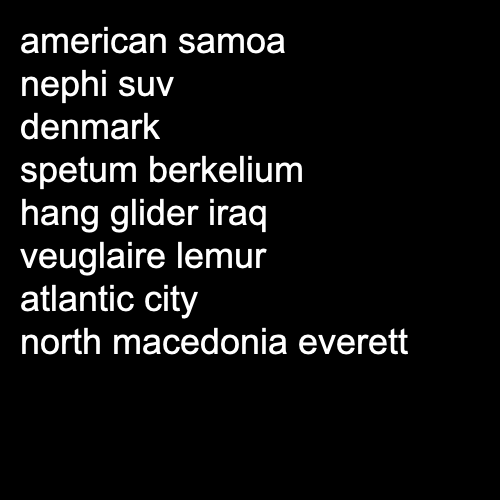 american samoa
nephi suv
denmark
spetum berkelium
hang glider iraq
veuglaire lemur
atlantic city
north macedonia everett